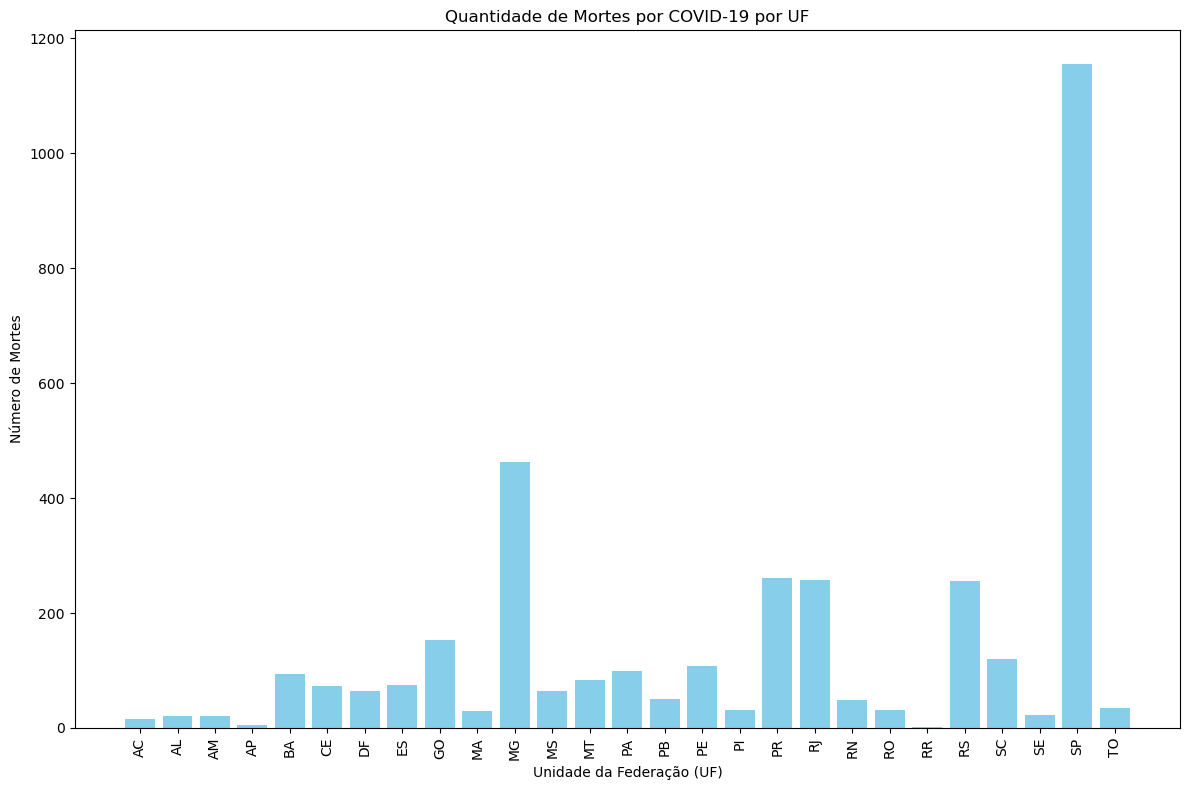 Quantidade de Mortes por COVID-19 por UF
Número de Mortes
1200
1000
800
600
400
200
0
AC AL AM AP BA CE DF ES GO MA MG MS MT PA PB PE PI PR RJ RN RO RR RS SC SE SP TO
Unidade da Federação (UF)